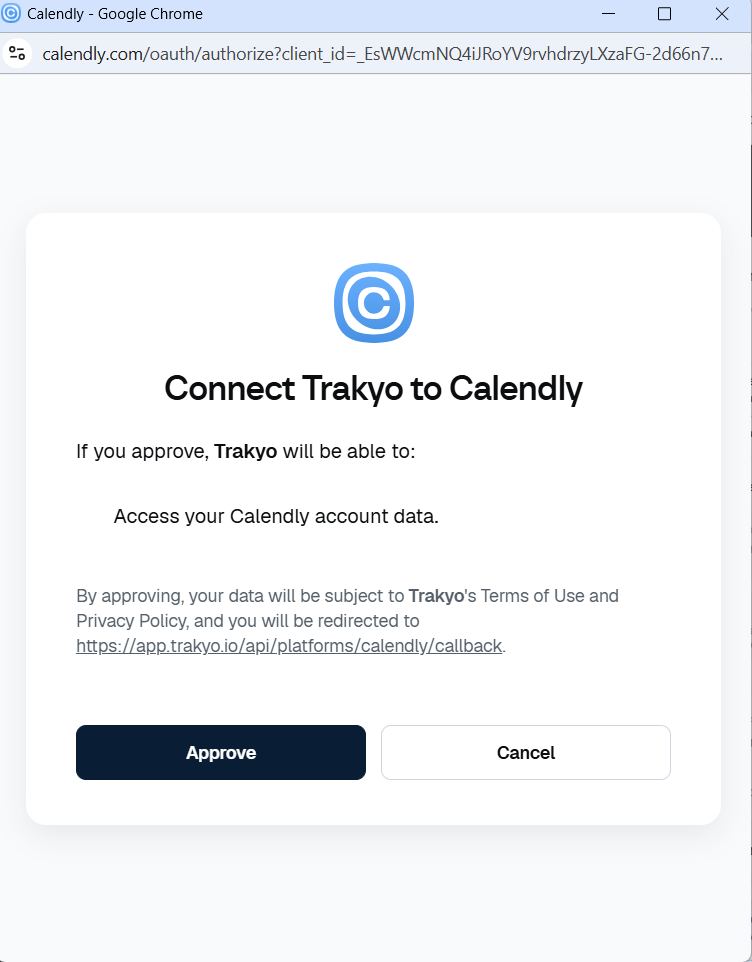 Calendly - Google Chrome
calendly.com/oauth/authorize?client_id=_EsWWcmNQ4iJRoYV9rvhdrzyLXzaFG-2d66n7...
Connect Trakyo to Calendly
If you approve, Trakyo will be able to:
Access your Calendly account data.
By approving, your data will be subject to Trakyo's Terms of Use and
Privacy Policy, and you will be redirected to
https://app.trakyo.io/api/platforms/calendly/callback.
Approve
Cancel